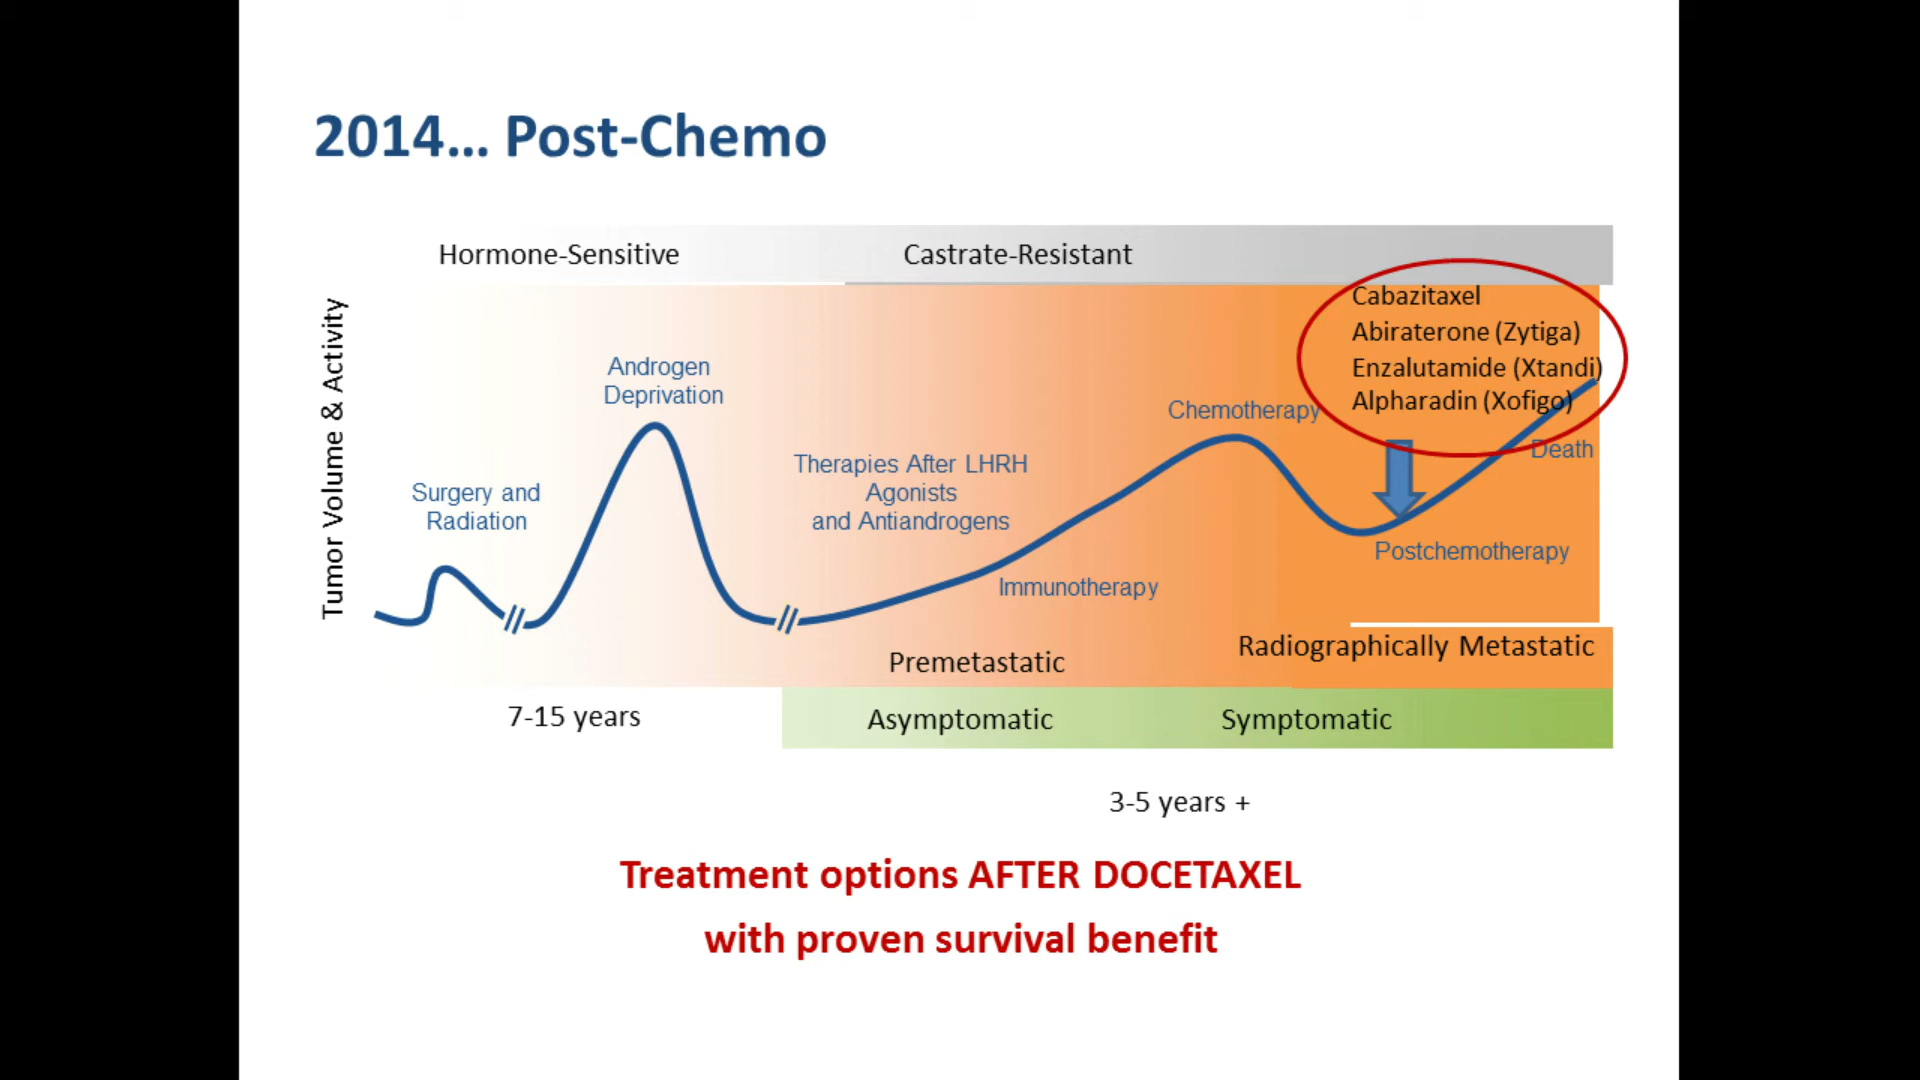 2014... Post-Chemo
Hormone-Sensitive
Castrate-Resistant
Tumor Volume & Activity
Surgery and
Radiation
Androgen
Deprivation
Therapies After LHRH
Agonists
and Antiandrogens
Immunotherapy
Chemotherapy
Cabazitaxel
Abiraterone (Zytiga)
Enzalutamide (Xtandi)
Alpharadin (Xofigo)
Death
Postchemotherapy
Premetastatic
Radiographically Metastatic
7-15 years
Asymptomatic
Symptomatic
3-5 years +
Treatment options AFTER DOCETAXEL
with proven survival benefit